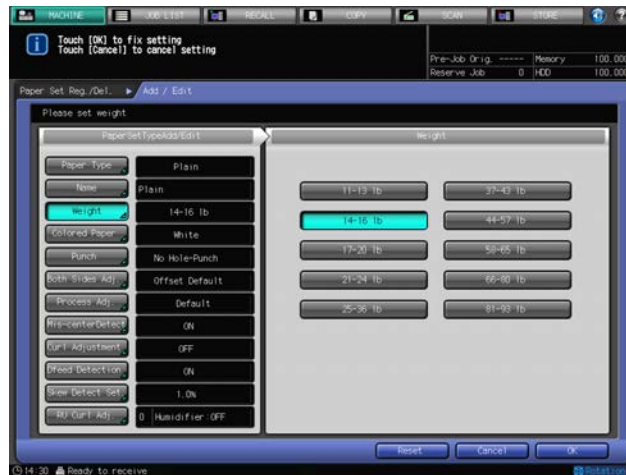 MACHINE JOB LIST RECALL COPY SCAN STORE ?
Touch [OK] to fix setting
Touch [Cancel] to cancel setting
Pre-Job Orig. ----- Memory 100.000
Reserve Job 0 HDD 100.000
Paper Set Reg./Del. ▶ Add / Edit
Please set weight
PaperSetTypeAdd/Edit
Weight
Paper Type Plain
Name Plain
Weight 14-16 lb
Colored Paper White
Punch No Hole-Punch
Both Sides Adj. Offset Default
Process Adj. Default
Mis-centerDetect ON
Curl Adjustment OFF
Dfeed Detection ON
Skew Detect Set 1.0%
RU Curl Adj. 0 Humidifier:OFF
11-13 lb 37-43 lb
14-16 lb 44-57 lb
17-20 lb 58-65 lb
21-24 lb 66-80 lb
25-36 lb 81-93 lb
Reset Cancel OK
14:30 Ready to receive Rotation